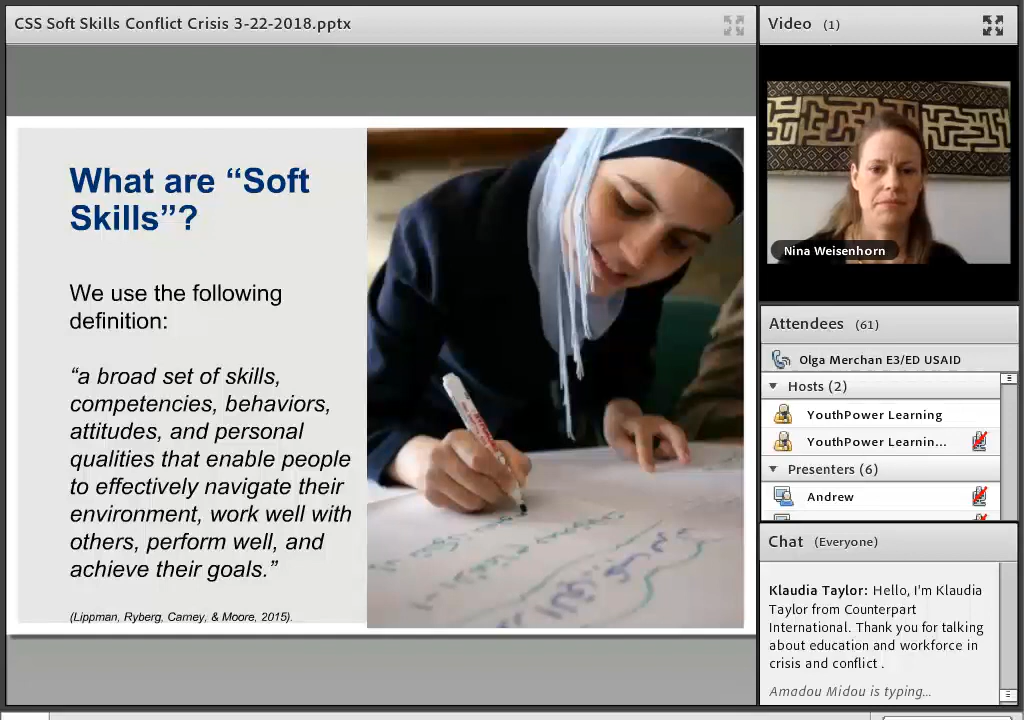 CSS Soft Skills Conflict Crisis 3-22-2018.pptx
What are “Soft
Skills”?
We use the following
definition:
“a broad set of skills,
competencies, behaviors,
attitudes, and personal
qualities that enable people
to effectively navigate their
environment, work well with
others, perform well, and
achieve their goals.”
(Lippman, Ryberg, Carney, & Moore, 2015).
Video (1)
Nina Weisenhorn
Attendees (61)
Olga Merchan E3/ED USAID
Hosts (2)
YouthPower Learning
YouthPower Learnin...
Presenters (6)
Andrew
Chat (Everyone)
Klaudia Taylor: Hello, I'm Klaudia
Taylor from Counterpart
International. Thank you for talking
about education and workforce in
crisis and conflict .
Amadou Midou is typing...